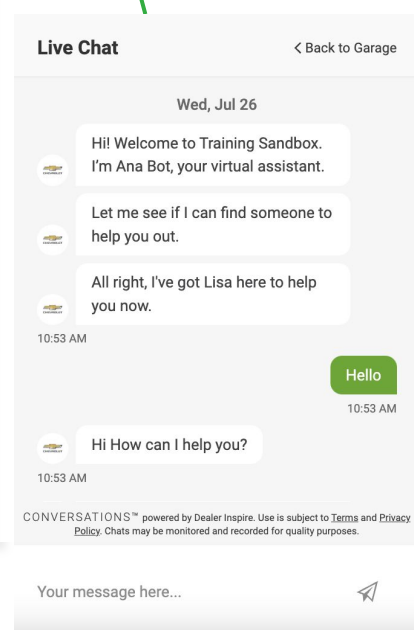 Live Chat
< Back to Garage
Wed, Jul 26
Hi! Welcome to Training Sandbox.
I'm Ana Bot, your virtual assistant.
Let me see if I can find someone to
help you out.
All right, I've got Lisa here to help
you now.
10:53 AM
Hello
10:53 AM
Hi How can I help you?
10:53 AM
CONVERSATIONS™ powered by Dealer Inspire. Use is subject to Terms and Privacy
Policy. Chats may be monitored and recorded for quality purposes.
Your message here...